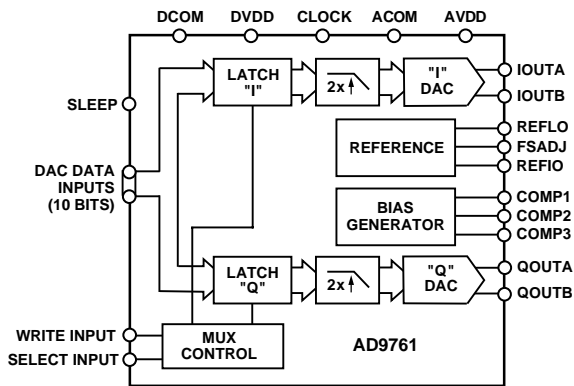 DCOM DVDD CLOCK ACOM AVDD
LATCH
"I"
2x
"I"
DAC
IOUTA
IOUTB
SLEEP
REFERENCE
REFLO
FSADJ
REFIO
DAC DATA
INPUTS
(10 BITS)
BIAS
GENERATOR
COMP1
COMP2
COMP3
LATCH
"Q"
2x
"Q"
DAC
QOUTA
QOUTB
WRITE INPUT
SELECT INPUT
MUX
CONTROL
AD9761